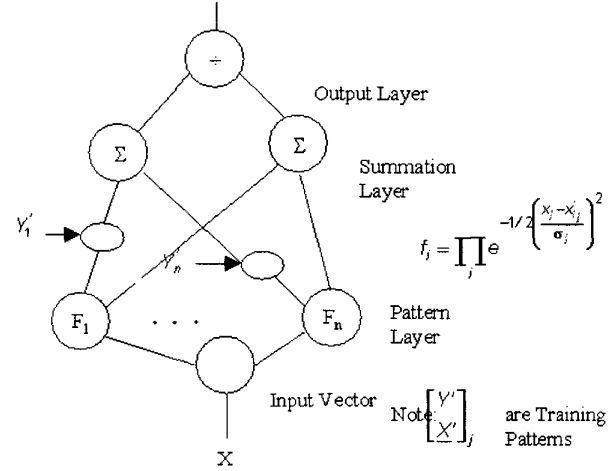 ÷
Output Layer
Σ Σ
Summation
Layer
Y₁'
Yₙ'
fⱼ = ∏ⱼ e^{-1/2((xⱼ - x'ᵢⱼ)/σⱼ)²}
F₁ . . . Fₙ
Pattern
Layer
Input Vector
Note: [Y' X']ⱼ are Training
Patterns
X